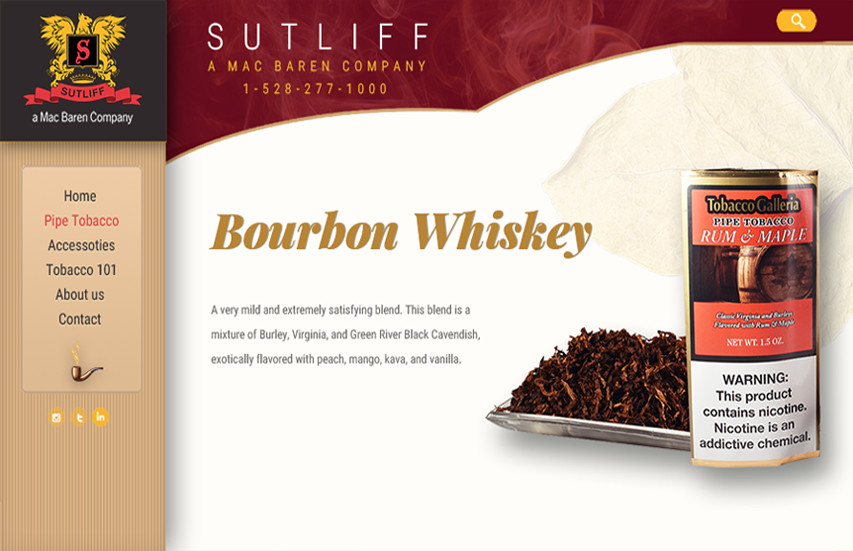 S
SUTLIFF
a Mac Baren Company
SUTLIFF
A MAC BAREN COMPANY
1-528-277-1000
Home
Pipe Tobacco
Accessoties
Tobacco 101
About us
Contact
Bourbon Whiskey
A very mild and extremely satisfying blend. This blend is a
mixture of Burley, Virginia, and Green River Black Cavendish,
exotically flavored with peach, mango, kava, and vanilla.
Tobacco Galleria
PIPE TOBACCO
RUM & MAPLE
Classic Virginia and Burleys
Flavored with Rum & Maple
NET WT. 1.5 OZ.
WARNING:
This product
contains nicotine.
Nicotine is an
addictive chemical.